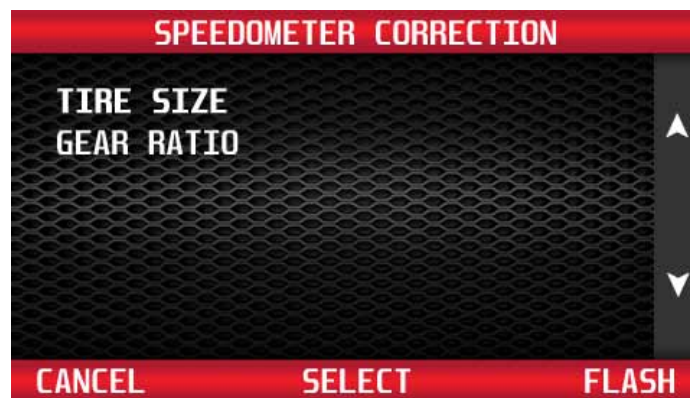 SPEEDOMETER CORRECTION
TIRE SIZE
GEAR RATIO
CANCEL SELECT FLASH